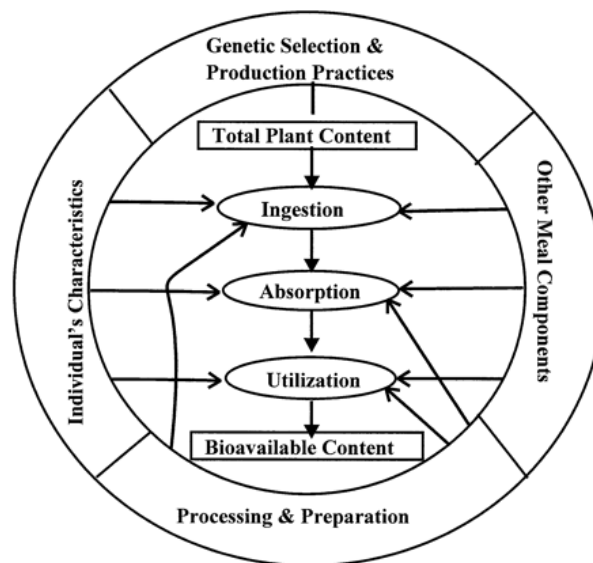 Genetic Selection &
Production Practices
Total Plant Content
Ingestion
Absorption
Utilization
Bioavailable Content
Individual's Characteristics
Other Meal Components
Processing & Preparation